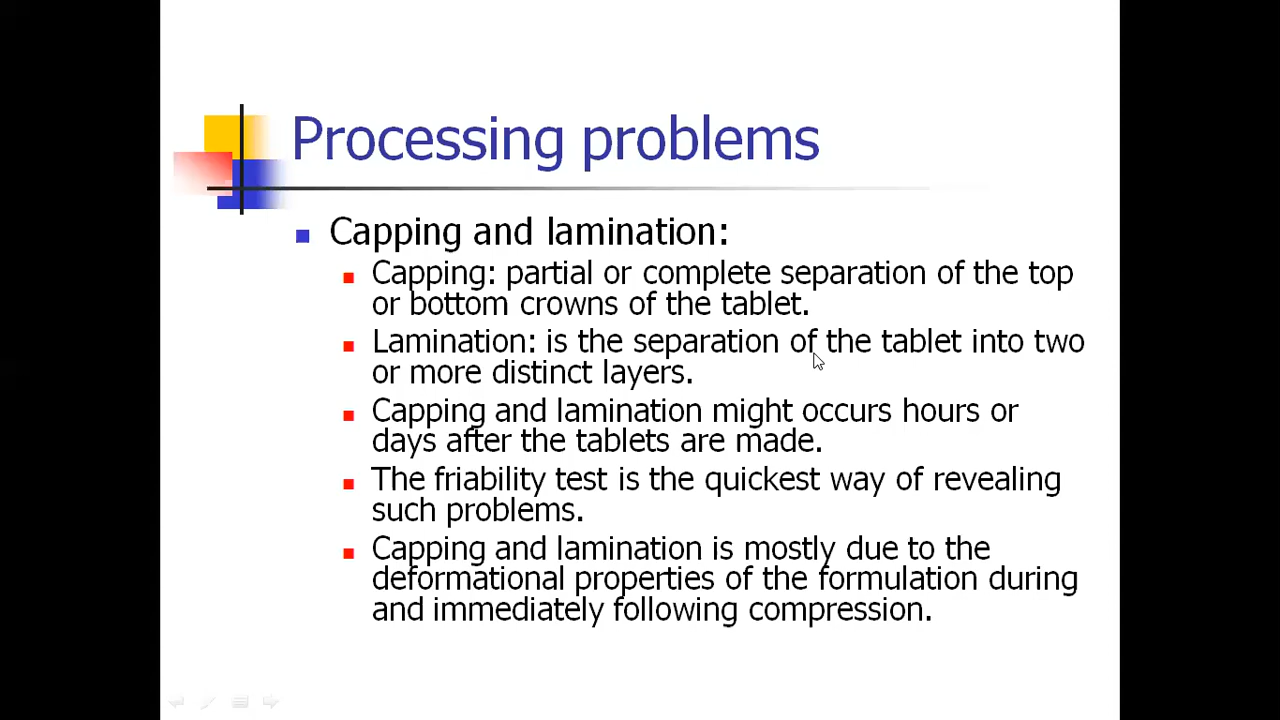 Processing problems
Capping and lamination:
Capping: partial or complete separation of the top
or bottom crowns of the tablet.
Lamination: is the separation of the tablet into two
or more distinct layers.
Capping and lamination might occurs hours or
days after the tablets are made.
The friability test is the quickest way of revealing
such problems.
Capping and lamination is mostly due to the
deformational properties of the formulation during
and immediately following compression.